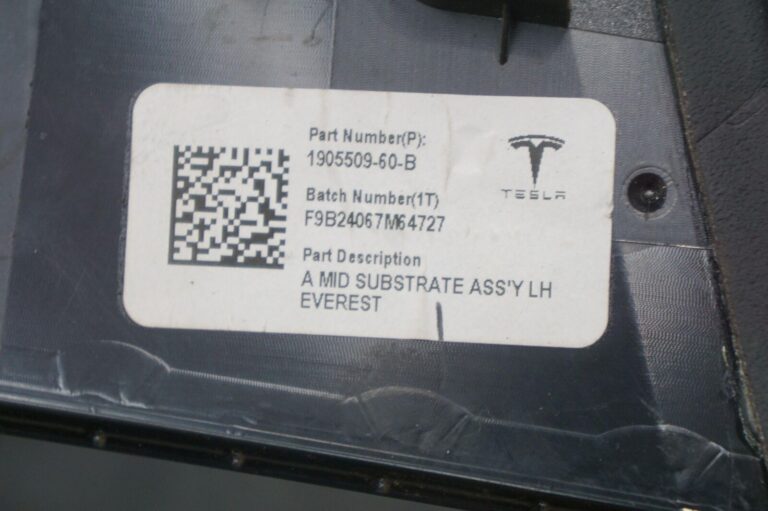 Part Number(P):
1905509-60-B
TESLA
Batch Number(1T)
F9B24067M64727
Part Description
A MID SUBSTRATE ASS'Y LH
EVEREST